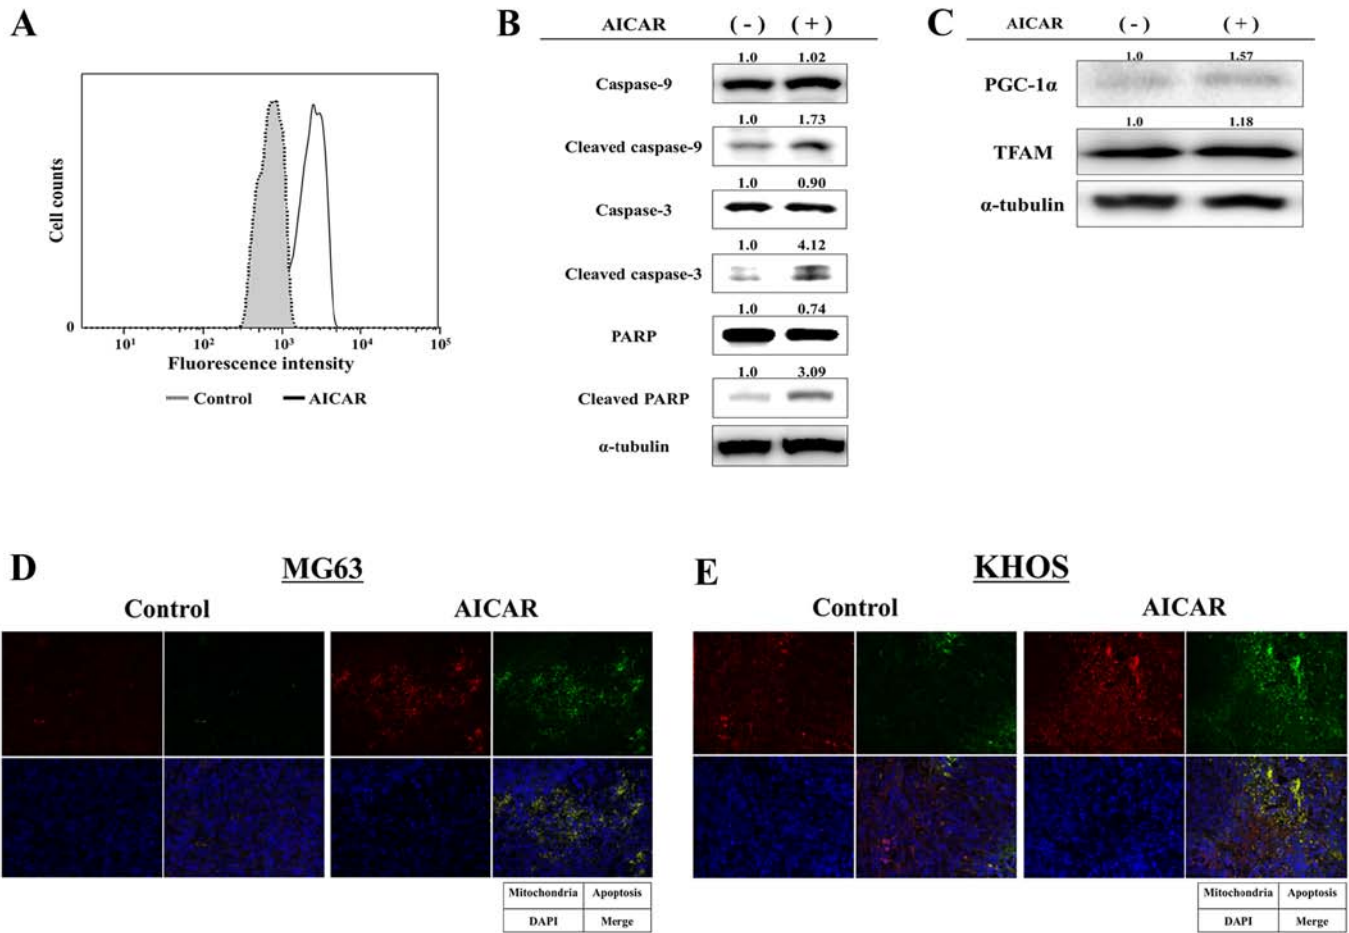 A
Cell counts
0
10¹ 10² 10³ 10⁴ 10⁵
Fluorescence intensity
Control AICAR
B
AICAR (-) (+)
1.0 1.02
Caspase-9
1.0 1.73
Cleaved caspase-9
1.0 0.90
Caspase-3
1.0 4.12
Cleaved caspase-3
1.0 0.74
PARP
1.0 3.09
Cleaved PARP
α-tubulin
C
AICAR (-) (+)
1.0 1.57
PGC-1α
1.0 1.18
TFAM
α-tubulin
D
MG63
Control AICAR
Mitochondria Apoptosis
DAPI Merge
E
KHOS
Control AICAR
Mitochondria Apoptosis
DAPI Merge